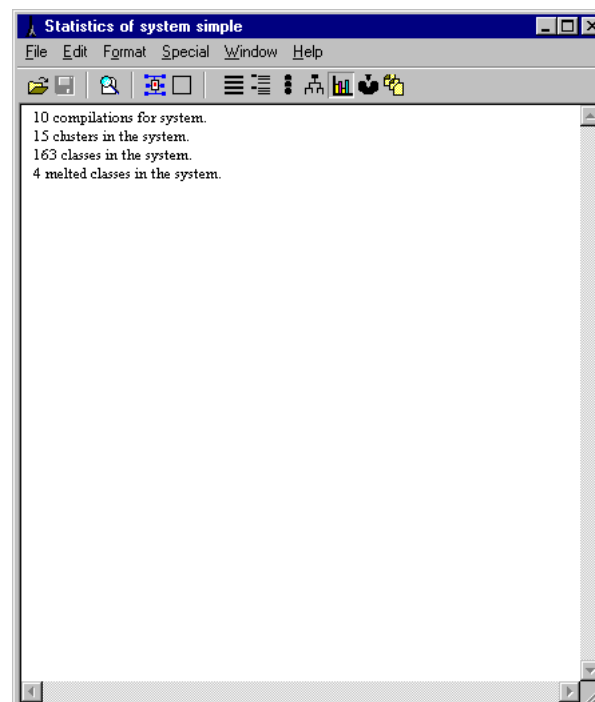 Statistics of system simple
File Edit Format Special Window Help
10 compilations for system.
15 clusters in the system.
163 classes in the system.
4 melted classes in the system.